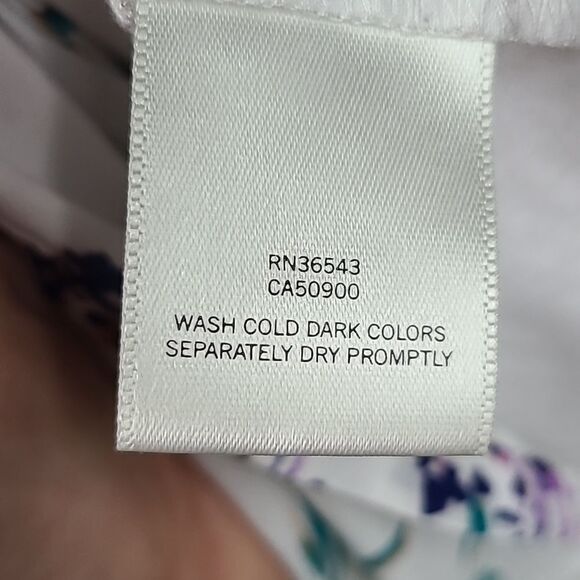 RN36543
CA50900
WASH COLD DARK COLORS
SEPARATELY DRY PROMPTLY